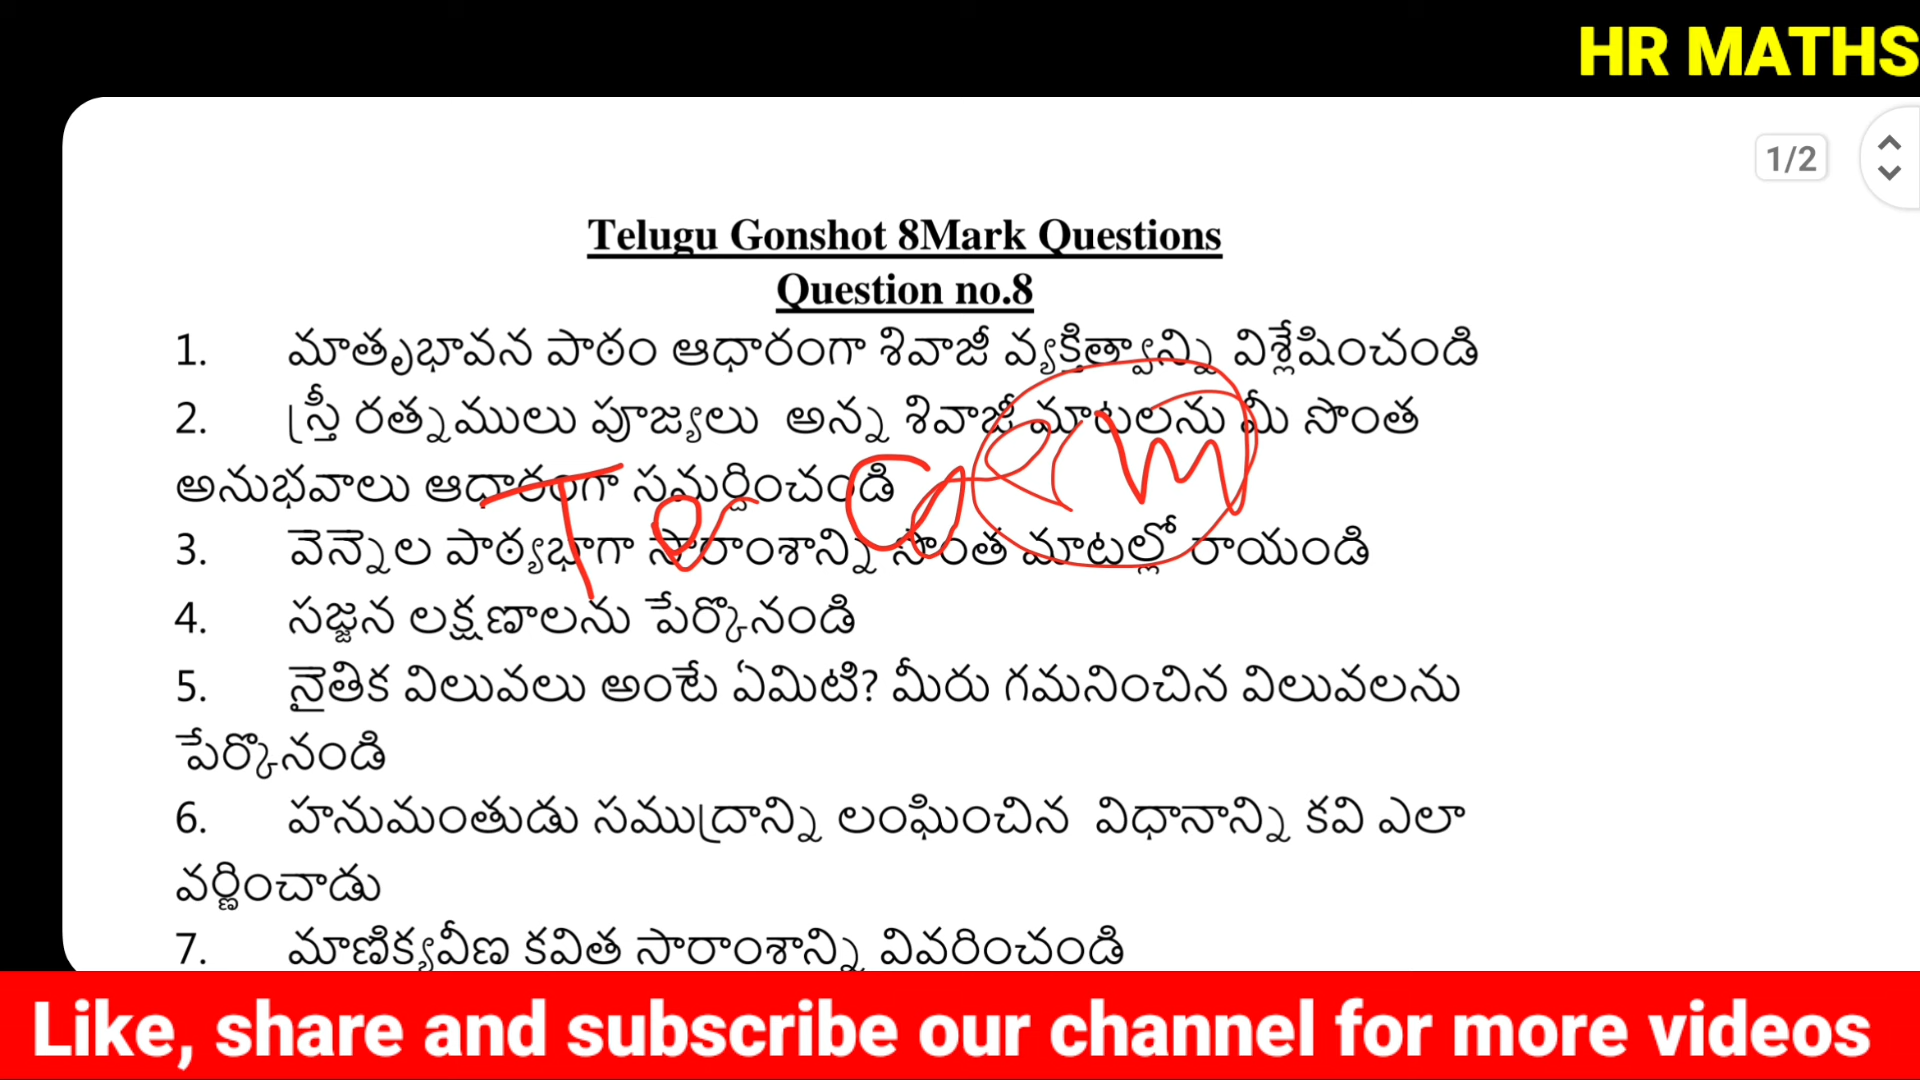 HR MATHS
1/2
Telugu Gonshot 8Mark Questions
Question no.8
1. మాతృభావన పాఠం ఆధారంగా శివాజీ వ్యక్తిత్వాన్ని విశ్లేషించండి
2. స్త్రీ రత్నములు పూజ్యలు అన్న శివాజీ మాటలను మీ సొంత
అనుభవాలు ఆధారంగా సమర్దించండి
3. వెన్నెల పాఠ్యభాగా సారాంశాన్ని సొంత మాటల్లో రాయండి
4. సజ్జన లక్షణాలను పేర్కొనండి
5. నైతిక విలువలు అంటే ఏమిటి? మీరు గమనించిన విలువలను
పేర్కొనండి
6. హనుమంతుడు సముద్రాన్ని లంఘించిన విధానాన్ని కవి ఎలా
వర్ణించాడు
7. మాణిక్యవీణ కవిత సారాంశాన్ని వివరించండి
Like, share and subscribe our channel for more videos